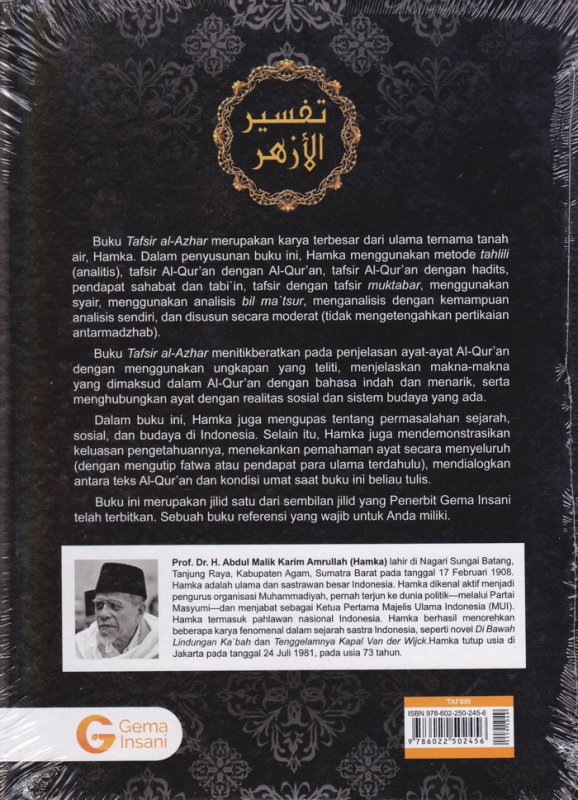 تفسير
الأزهر
Buku Tafsir al-Azhar merupakan karya terbesar dari ulama ternama tanah
air, Hamka. Dalam penyusunan buku ini, Hamka menggunakan metode tahlili
(analitis), tafsir Al-Qur'an dengan Al-Qur'an, tafsir Al-Qur'an dengan hadits,
pendapat sahabat dan tabi`in, tafsir dengan tafsir muktabar, menggunakan
syair, menggunakan analisis bil ma`tsur, menganalisis dengan kemampuan
analisis sendiri, dan disusun secara moderat (tidak mengetengahkan pertikaian
antarmadzhab).
Buku Tafsir al-Azhar menitikberatkan pada penjelasan ayat-ayat Al-Qur'an
dengan menggunakan ungkapan yang teliti, menjelaskan makna-makna
yang dimaksud dalam Al-Qur'an dengan bahasa indah dan menarik, serta
menghubungkan ayat dengan realitas sosial dan sistem budaya yang ada.
Dalam buku ini, Hamka juga mengupas tentang permasalahan sejarah,
sosial, dan budaya di Indonesia. Selain itu, Hamka juga mendemonstrasikan
keluasan pengetahuannya, menekankan pemahaman ayat secara menyeluruh
(dengan mengutip fatwa atau pendapat para ulama terdahulu), mendialogkan
antara teks Al-Qur'an dan kondisi umat saat buku ini beliau tulis.
Buku ini merupakan jilid satu dari sembilan jilid yang Penerbit Gema Insani
telah terbitkan. Sebuah buku referensi yang wajib untuk Anda miliki.
Prof. Dr. H. Abdul Malik Karim Amrullah (Hamka) lahir di Nagari Sungai Batang,
Tanjung Raya, Kabupaten Agam, Sumatra Barat pada tanggal 17 Februari 1908.
Hamka adalah ulama dan sastrawan besar Indonesia. Hamka dikenal aktif menjadi
pengurus organisasi Muhammadiyah, pernah terjun ke dunia politik—melalui Partai
Masyumi—dan menjabat sebagai Ketua Pertama Majelis Ulama Indonesia (MUI).
Hamka termasuk pahlawan nasional Indonesia. Hamka berhasil menorehkan
beberapa karya fenomenal dalam sejarah sastra Indonesia, seperti novel Di Bawah
Lindungan Ka`bah dan Tenggelamnya Kapal Van der Wijck.Hamka tutup usia di
Jakarta pada tanggal 24 Juli 1981, pada usia 73 tahun.
Gema
Insani
TAFSIR
ISBN 978-602-250-245-6
9 786022 502456